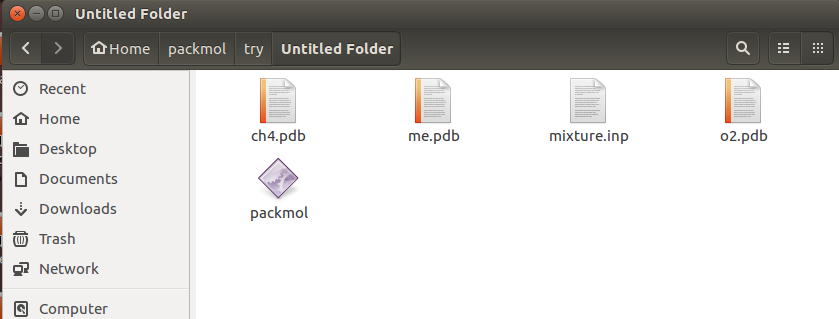 Untitled Folder
Home packmol try Untitled Folder
Recent
Home
Desktop
Documents
Downloads
Trash
Network
Computer
ch4.pdb me.pdb mixture.inp o2.pdb
packmol